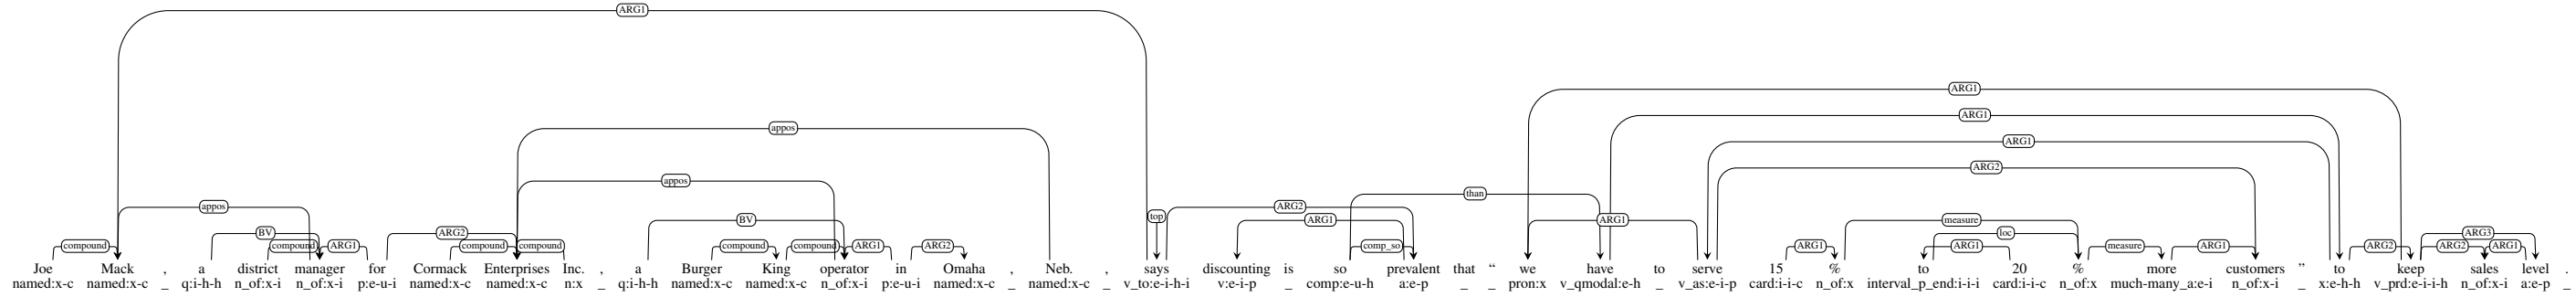 ARG1
ARG1
appos
ARG1
ARG1
ARG2
appos
than
appos
top
ARG2
BV
ARG1
ARG1
measure
BV
ARG2
loc
ARG3
compound
compound
ARG1
compound
compound
compound
compound
ARG1
ARG2
comp_so
ARG1
ARG1
measure
ARG1
ARG2
ARG2
ARG1
Joe Mack , a district manager for Cormack Enterprises Inc. , a Burger King operator in Omaha , Neb. , says discounting is so prevalent that “ we have to serve 15 % to 20 % more customers ” to keep sales level .
named:x-c named:x-c _ q:i-h-h n_of:x-i n_of:x-i p:e-u-i named:x-c named:x-c n:x _ q:i-h-h named:x-c named:x-c n_of:x-i p:e-u-i named:x-c _ named:x-c _ v_to:e-i-h-i v:e-i-p _ comp:e-u-h a:e-p _ _ pron:x v_qmodal:e-h _ v_as:e-i-p card:i-i-c n_of:x interval_p_end:i-i-i card:i-i-c n_of:x much-many_a:e-i n_of:x-i _ x:e-h-h v_prd:e-i-i-h n_of:x-i a:e-p _